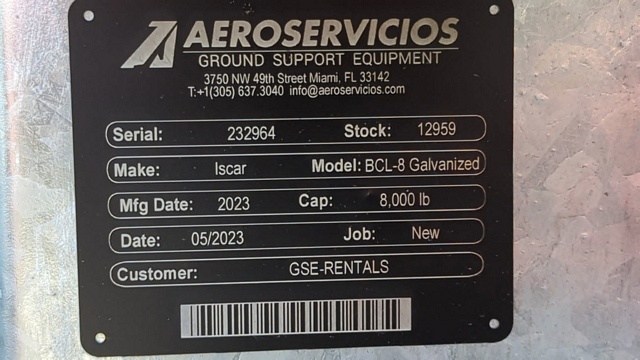 AEROSERVICIOS
GROUND SUPPORT EQUIPMENT
3750 NW 49th Street Miami, FL 33142
T:+1(305) 637.3040 info@aeroservicios.com
Serial: 232964 Stock: 12959
Make: Iscar Model: BCL-8 Galvanized
Mfg Date: 2023 Cap: 8,000 lb
Date: 05/2023 Job: New
Customer: GSE-RENTALS